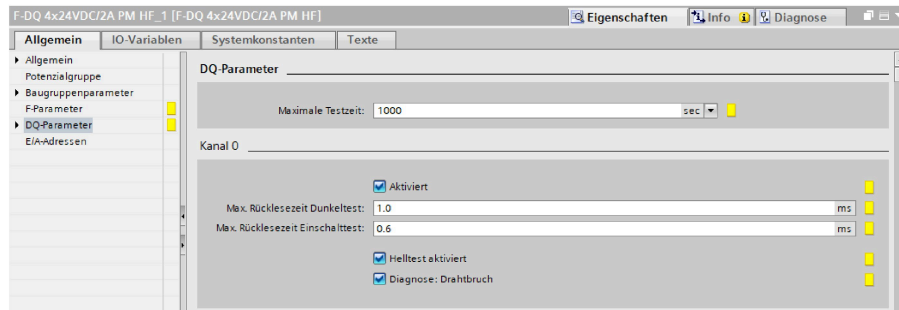 F-DQ 4x24VDC/2A PM HF_1 [F-DQ 4x24VDC/2A PM HF]
Eigenschaften
Info
Diagnose
Allgemein
IO-Variablen
Systemkonstanten
Texte
Allgemein
Potenzialgruppe
Baugruppenparameter
F-Parameter
DQ-Parameter
E/A-Adressen
DQ-Parameter
Maximale Testzeit: 1000 sec
Kanal 0
Aktiviert
Max. Rücklesezeit Dunkeltest: 1.0 ms
Max. Rücklesezeit Einschalttest: 0.6 ms
Helltest aktiviert
Diagnose: Drahtbruch